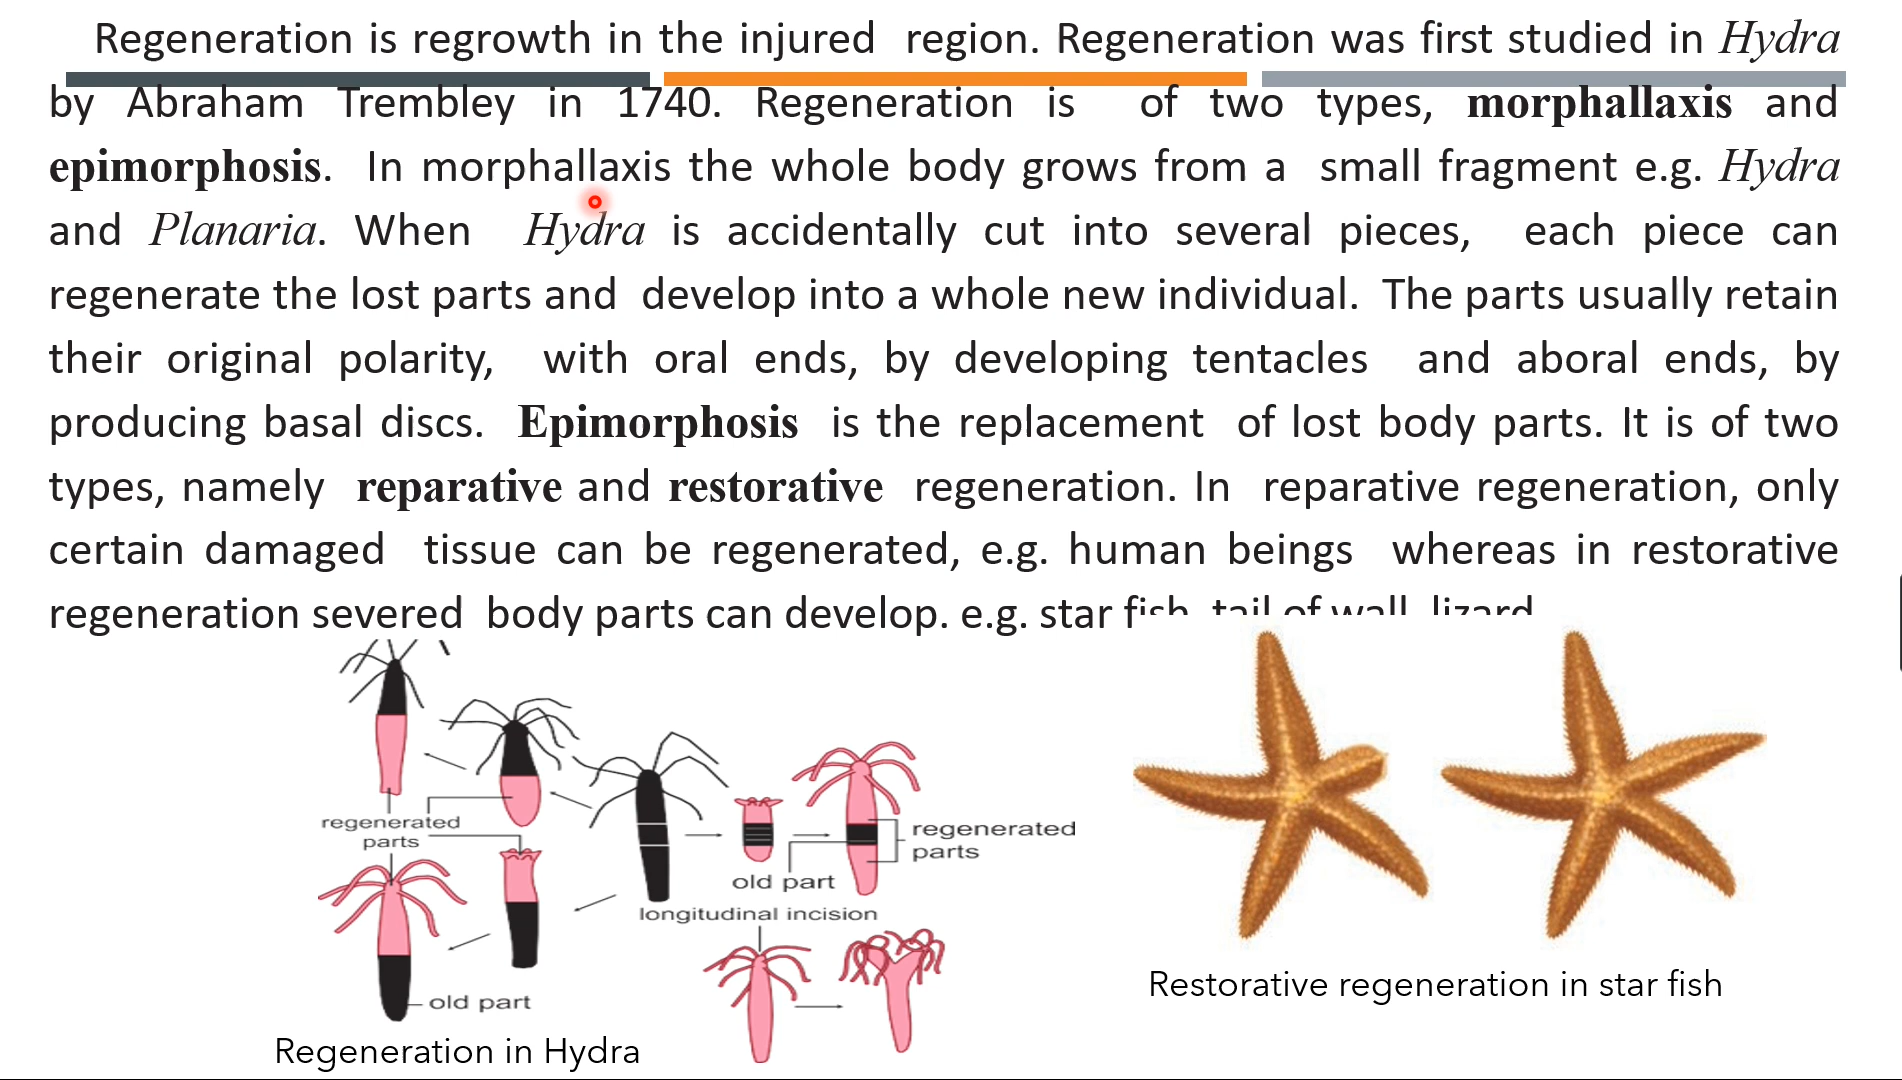 Regeneration is regrowth in the injured region. Regeneration was first studied in Hydra
by Abraham Trembley in 1740. Regeneration is of two types, morphallaxis and
epimorphosis. In morphallaxis the whole body grows from a small fragment e.g. Hydra
and Planaria. When Hydra is accidentally cut into several pieces, each piece can
regenerate the lost parts and develop into a whole new individual. The parts usually retain
their original polarity, with oral ends, by developing tentacles and aboral ends, by
producing basal discs. Epimorphosis is the replacement of lost body parts. It is of two
types, namely reparative and restorative regeneration. In reparative regeneration, only
certain damaged tissue can be regenerated, e.g. human beings whereas in restorative
regeneration severed body parts can develop. e.g. star fish, tail of wall lizard
regenerated
parts
regenerated
parts
old part
longitudinal incision
old part
Regeneration in Hydra
Restorative regeneration in star fish